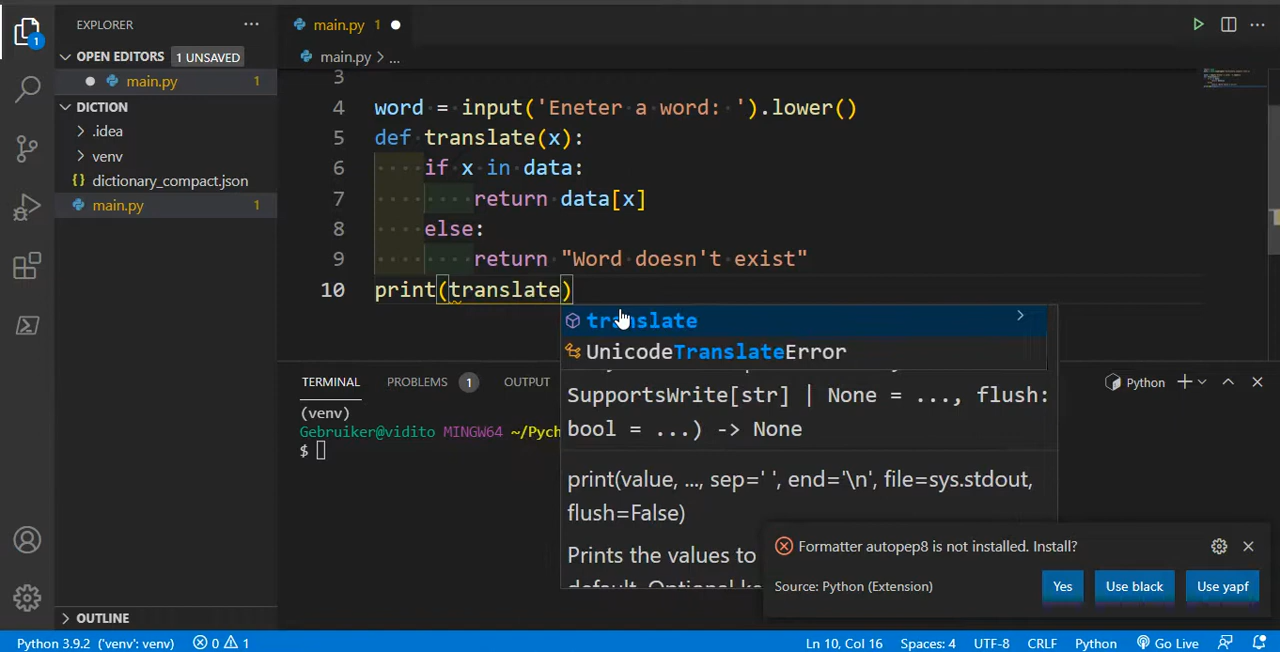 EXPLORER
OPEN EDITORS 1 UNSAVED
main.py 1
DICTION
.idea
venv
dictionary_compact.json
main.py 1
OUTLINE
main.py 1
main.py > ...
3
4 word = input('Eneter a word: ').lower()
5 def translate(x):
6 if x in data:
7 return data[x]
8 else:
9 return "Word doesn't exist"
10 print(translate)
translate
UnicodeTranslateError
SupportsWrite[str] | None = ..., flush:
bool = ...) -> None
print(value, ..., sep=' ', end='\n', file=sys.stdout,
flush=False)
Prints the values to
TERMINAL PROBLEMS 1 OUTPUT
Python
(venv)
Gebruiker@vidito MINGW64 ~/Pych
$
Formatter autopep8 is not installed. Install?
Source: Python (Extension)
Yes Use black Use yapf
1
Python 3.9.2 ('venv': venv) 0 1 Ln 10, Col 16 Spaces: 4 UTF-8 CRLF Python Go Live